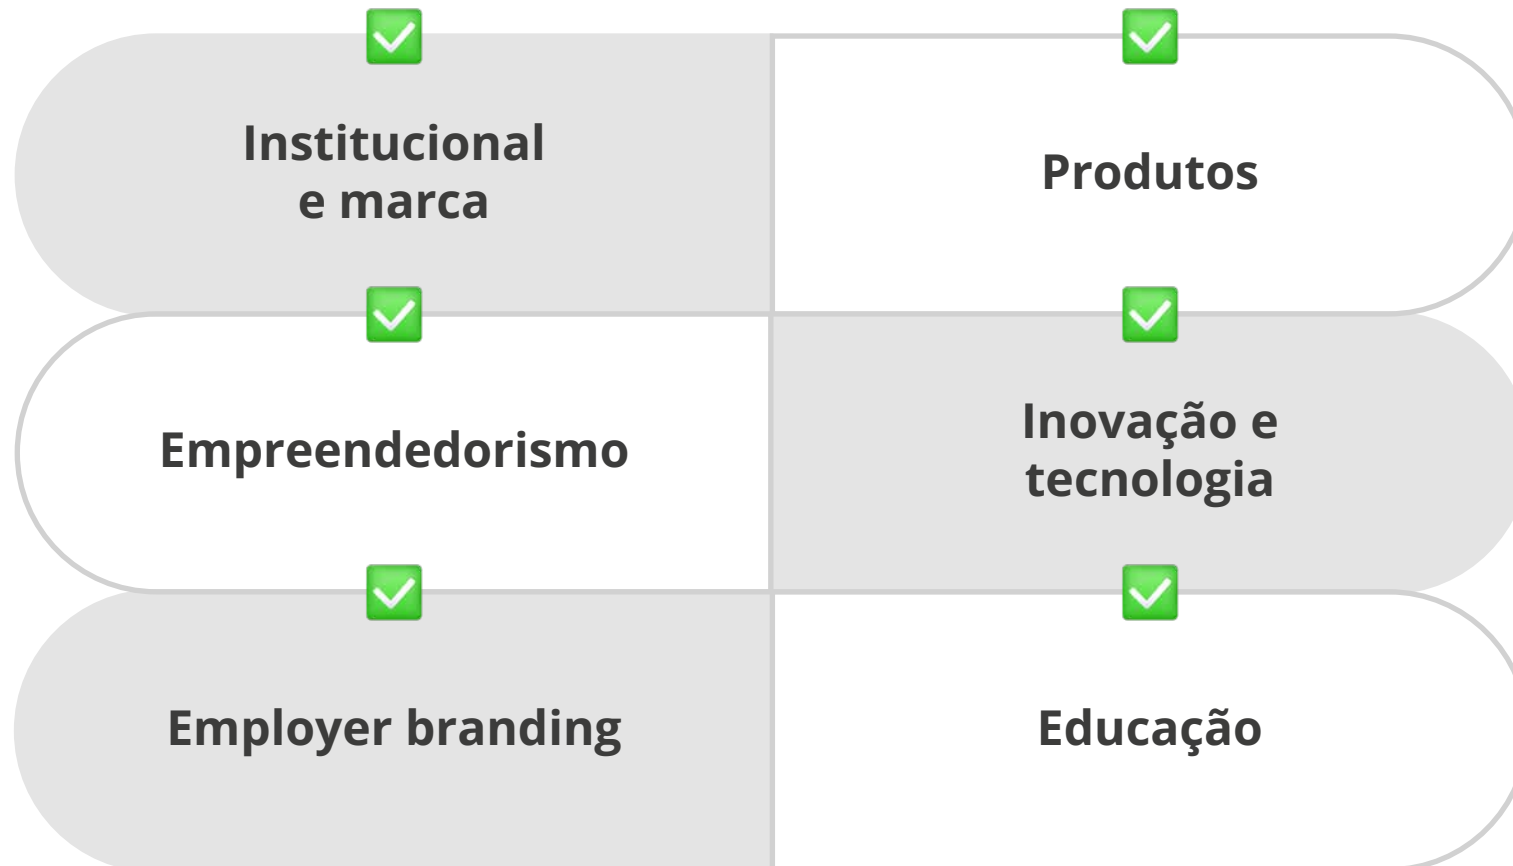 Institucional
e marca
Produtos
Empreendedorismo
Inovação e
tecnologia
Employer branding
Educação